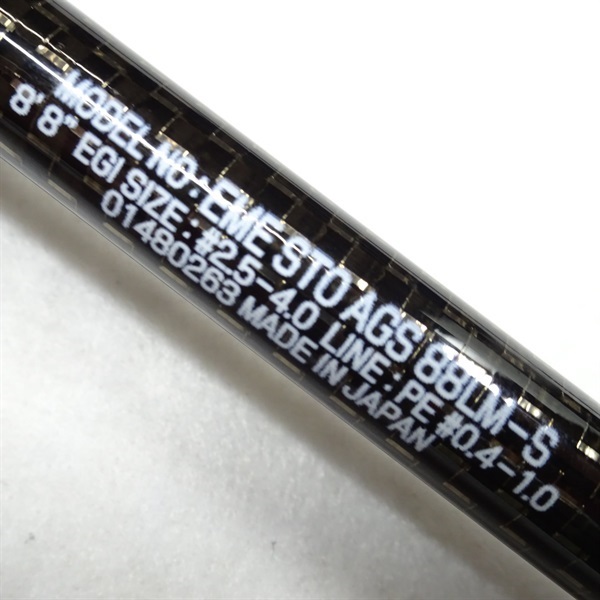 MODEL NO : EME STO AGS 88LM-S
8' 8" EGI SIZE : #2.5-4.0 LINE : PE #0.4-1.0
01480263 MADE IN JAPAN